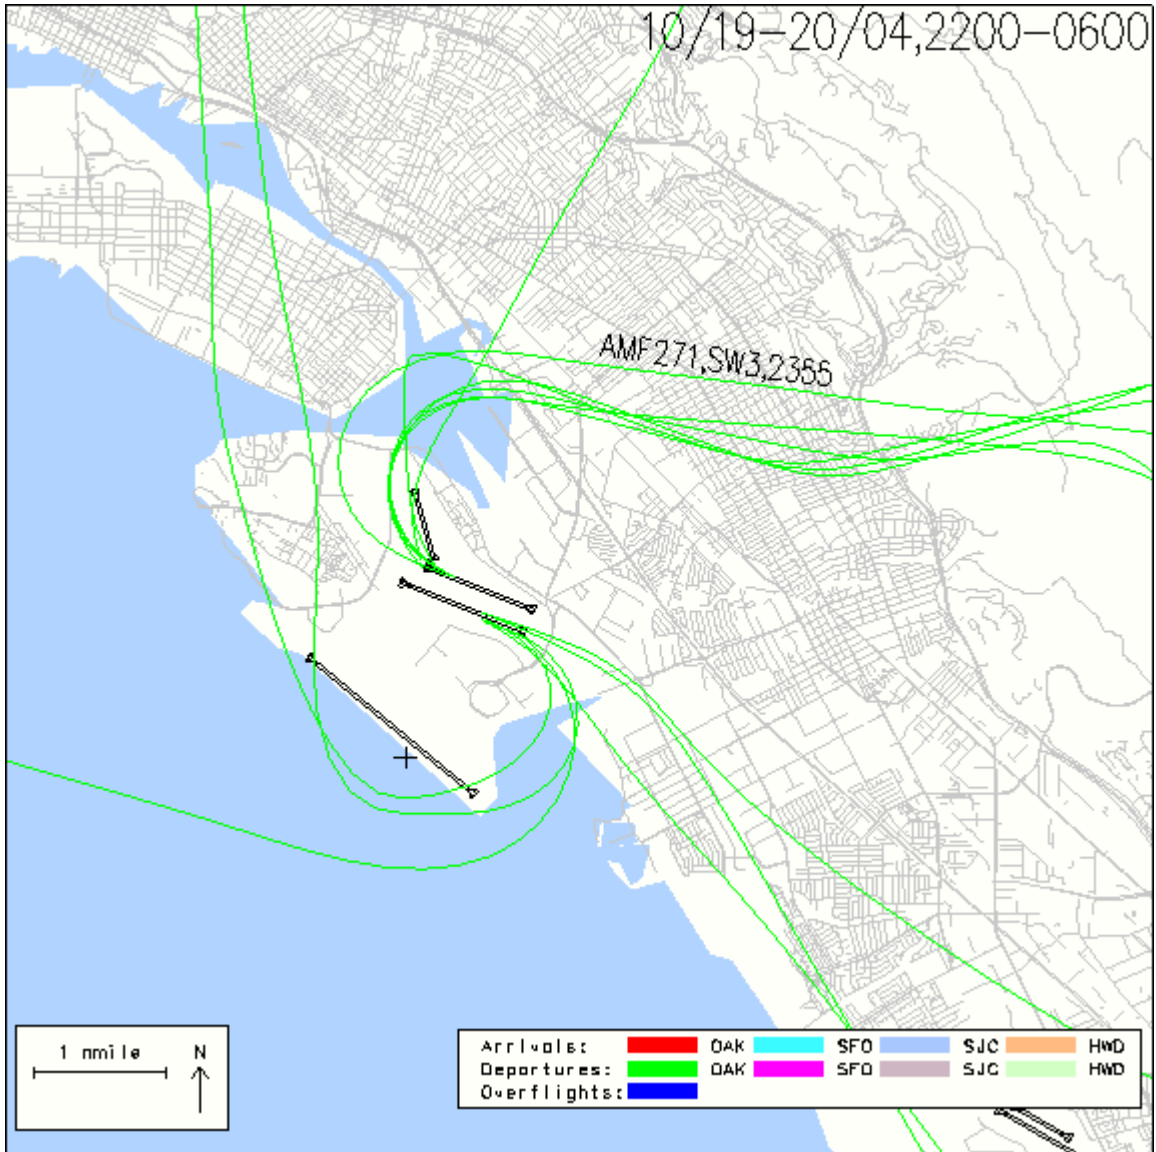 10/19-20/04,2200-0600
AMF271,SW3,2355
1 nmile N
Arrivals: OAK SFO SJC HWD
Departures: OAK SFO SJC HWD
Overflights: